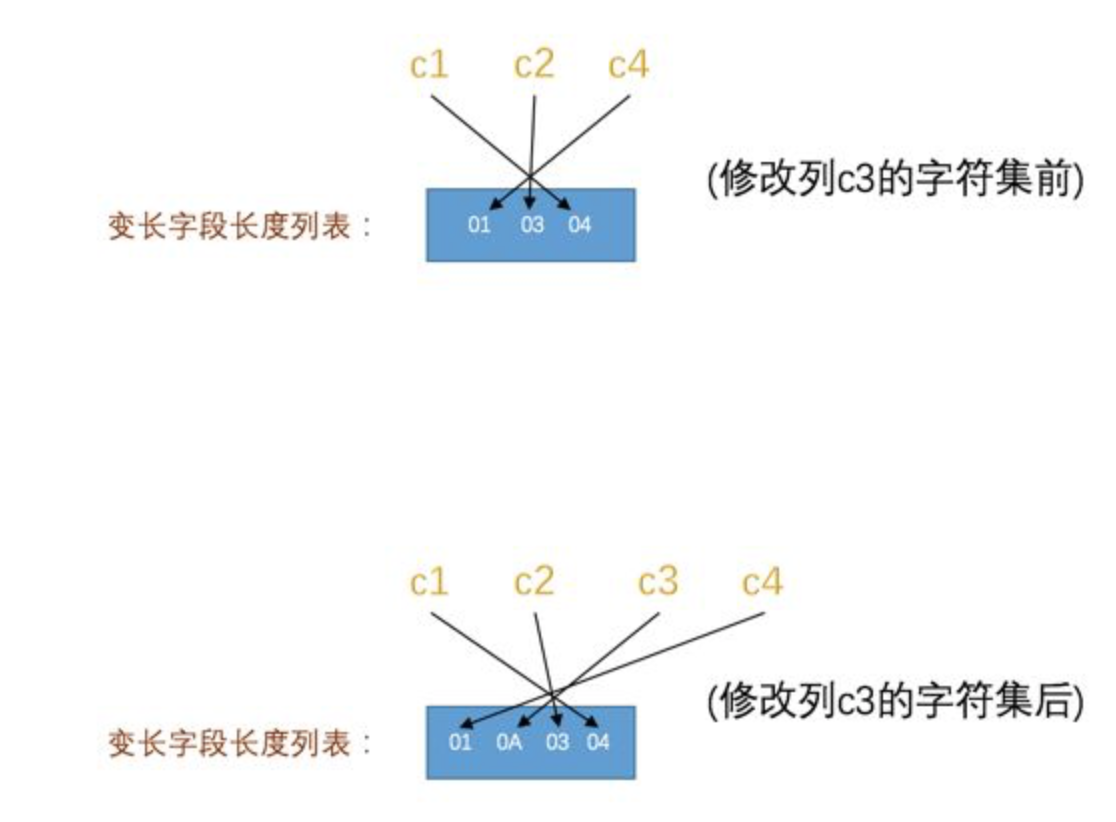 c1 c2 c4
(修改列c3的字符集前)
变长字段长度列表：
01 03 04
c1 c2 c3 c4
(修改列c3的字符集后)
变长字段长度列表：
01 0A 03 04